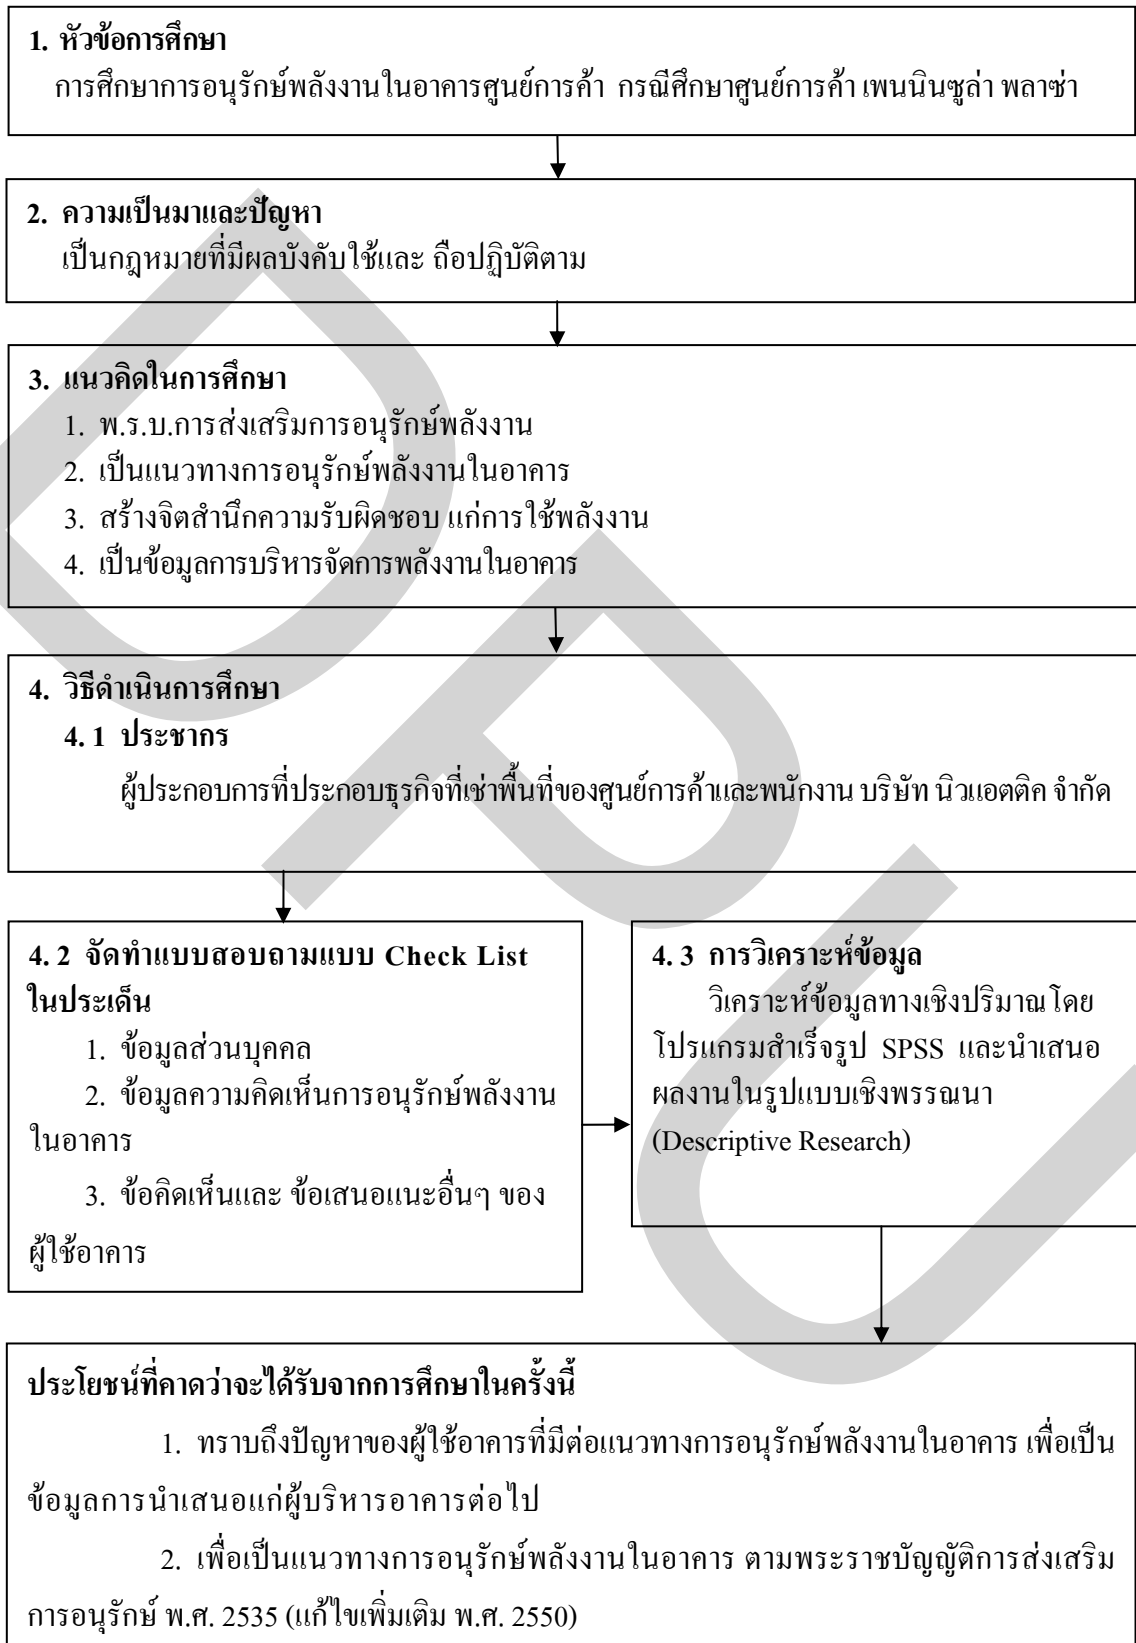 1. หัวข้อการศึกษา
การศึกษาการอนุรักษ์พลังงานในอาคารศูนย์การค้า กรณีศึกษาศูนย์การค้า เพนนินซูล่า พลาซ่า
2. ความเป็นมาและปัญหา
เป็นกฎหมายที่มีผลบังคับใช้และ ถือปฏิบัติตาม
3. แนวคิดในการศึกษา
1. พ.ร.บ.การส่งเสริมการอนุรักษ์พลังงาน
2. เป็นแนวทางการอนุรักษ์พลังงานในอาคาร
3. สร้างจิตสำนึกความรับผิดชอบ แก่การใช้พลังงาน
4. เป็นข้อมูลการบริหารจัดการพลังงานในอาคาร
4. วิธีดำเนินการศึกษา
4. 1 ประชากร
ผู้ประกอบการที่ประกอบธุรกิจที่เช่าพื้นที่ของศูนย์การค้าและพนักงาน บริษัท นิวแอตติค จำกัด
4. 2 จัดทำแบบสอบถามแบบ Check List
ในประเด็น
1. ข้อมูลส่วนบุคคล
2. ข้อมูลความคิดเห็นการอนุรักษ์พลังงาน
ในอาคาร
3. ข้อคิดเห็นและ ข้อเสนอแนะอื่นๆ ของ
ผู้ใช้อาคาร
4. 3 การวิเคราะห์ข้อมูล
วิเคราะห์ข้อมูลทางเชิงปริมาณโดย
โปรแกรมสำเร็จรูป SPSS และนำเสนอ
ผลงานในรูปแบบเชิงพรรณนา
(Descriptive Research)
ประโยชน์ที่คาดว่าจะได้รับจากการศึกษาในครั้งนี้
1. ทราบถึงปัญหาของผู้ใช้อาคารที่มีต่อแนวทางการอนุรักษ์พลังงานในอาคาร เพื่อเป็น
ข้อมูลการนำเสนอแก่ผู้บริหารอาคารต่อไป
2. เพื่อเป็นแนวทางการอนุรักษ์พลังงานในอาคาร ตามพระราชบัญญัติการส่งเสริม
การอนุรักษ์ พ.ศ. 2535 (แก้ไขเพิ่มเติม พ.ศ. 2550)
DPU